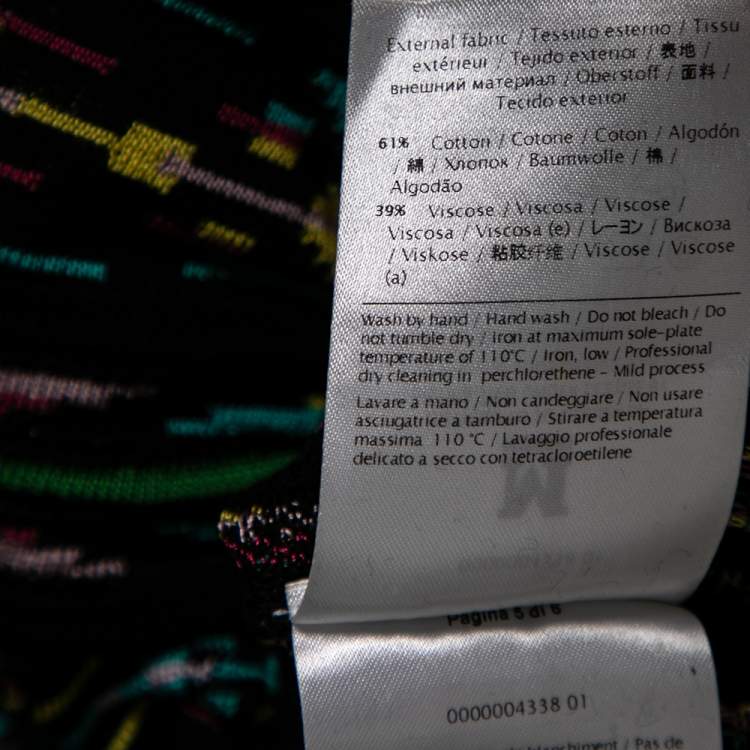 External fabric / Tessuto esterno / Tissu
extérieur / Tejido exterior / 表地 /
внешний материал / Oberstoff / 面料 /
Tecido exterior
61% Cotton / Cotone / Coton / Algodón
/ 綿 / Хлопок / Baumwolle / 棉 /
Algodão
39% Viscose / Viscosa / Viscose /
Viscosa / Viscosa (e) / レーヨン / Вискоза
/ Viskose / 粘胶纤维 / Viscose / Viscose
(a)
Wash by hand / Hand wash / Do not bleach / Do
not tumble dry / Iron at maximum sole-plate
temperature of 110°C / Iron, low / Professional
dry cleaning in perchlorethene - Mild process
Lavare a mano / Non candeggiare / Non usare
asciugatrice a tamburo / Stirare a temperatura
massima 110 °C / Lavaggio professionale
delicato a secco con tetracloroetilene
M
Pagina 5 di 6
0000004338 01
blanchiment / Pas de